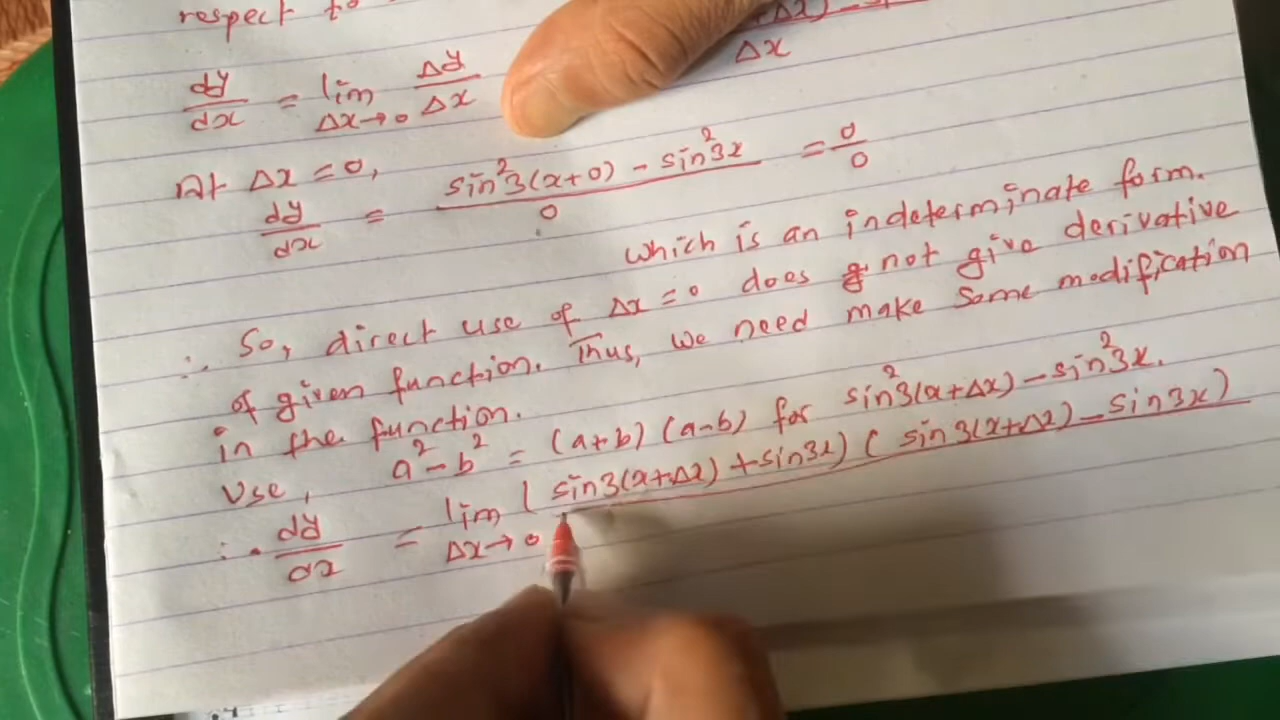 respect to
dy/dx = lim Δx→0 Δy/Δx
Δx
At Δx = 0,
dy/dx = sin²3(x+0) - sin²3x / 0 = 0/0
which is an indeterminate form.
∴ So, direct use of Δx = 0 does not give derivative
of given function. Thus, we need make some modification
in the function.
Use, a² - b² = (a+b) (a-b) for sin²3(x+Δx) - sin²3x.
∴ dy/dx = lim Δx→0 (sin3(x+Δx) + sin3x) (sin3(x+Δx) - sin3x)